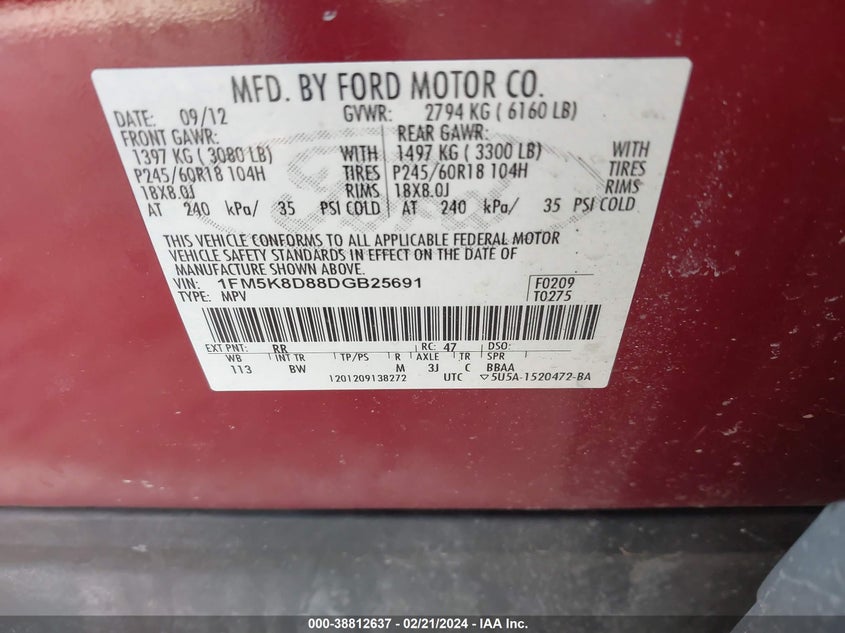 MFD. BY FORD MOTOR CO.
DATE: 09/12 GVWR: 2794 KG ( 6160 LB)
FRONT GAWR: REAR GAWR:
1397 KG ( 3080 LB) WITH 1497 KG ( 3300 LB) WITH
P245/60R18 104H TIRES P245/60R18 104H TIRES
18X8.0J RIMS 18X8.0J RIMS
AT 240 kPa/ 35 PSI COLD AT 240 kPa/ 35 PSI COLD
THIS VEHICLE CONFORMS TO ALL APPLICABLE FEDERAL MOTOR
VEHICLE SAFETY STANDARDS IN EFFECT ON THE DATE OF
MANUFACTURE SHOWN ABOVE.
VIN: 1FM5K8D88DGB25691 F0209
TYPE: MPV T0275
EXT PNT: RR RC: 47 DSO:
WB INT TR TP/PS R AXLE TR SPR
113 BW M 3J C BBAA
1201209138272 UTC ▽5U5A-1520472-BA
000-38812637 - 02/21/2024 - IAA Inc.